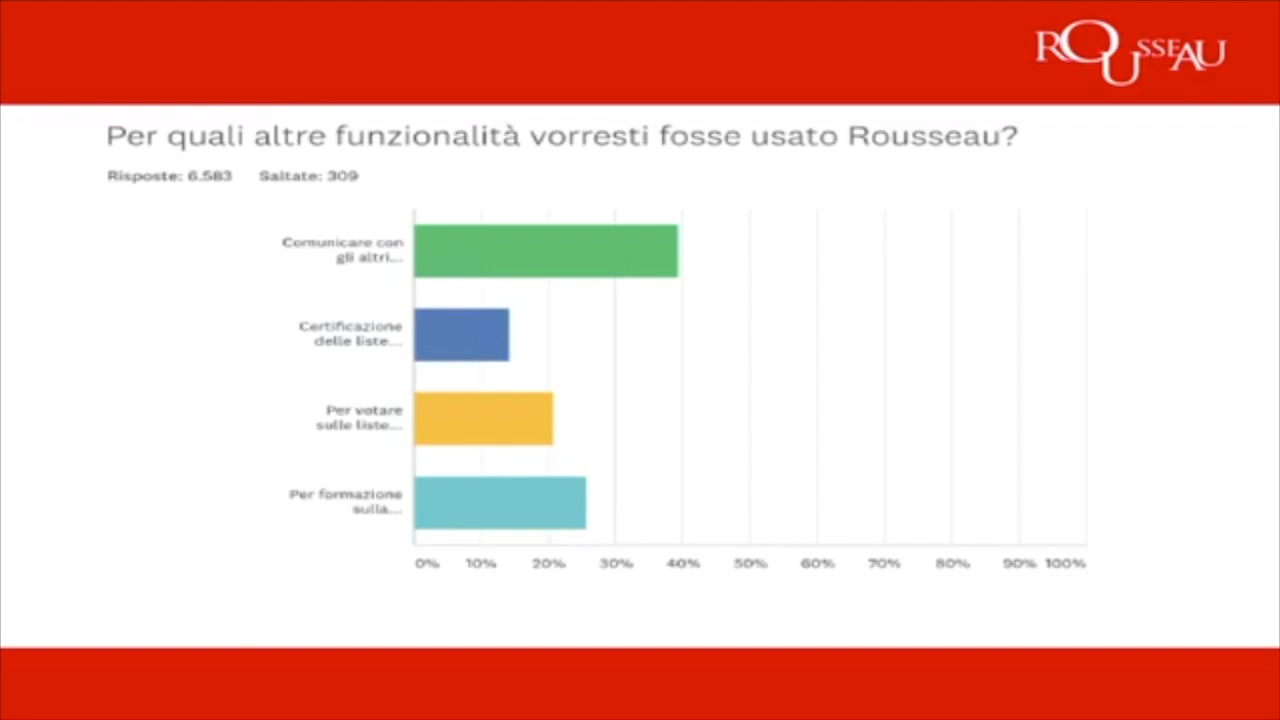 ROUSSEAU
Per quali altre funzionalità vorresti fosse usato Rousseau?
Risposte: 6.583 Saltate: 309
Comunicare con
gli altri...
Certificazione
delle liste...
Per votare
sulle liste...
Per formazione
sulla...
0% 10% 20% 30% 40% 50% 60% 70% 80% 90% 100%